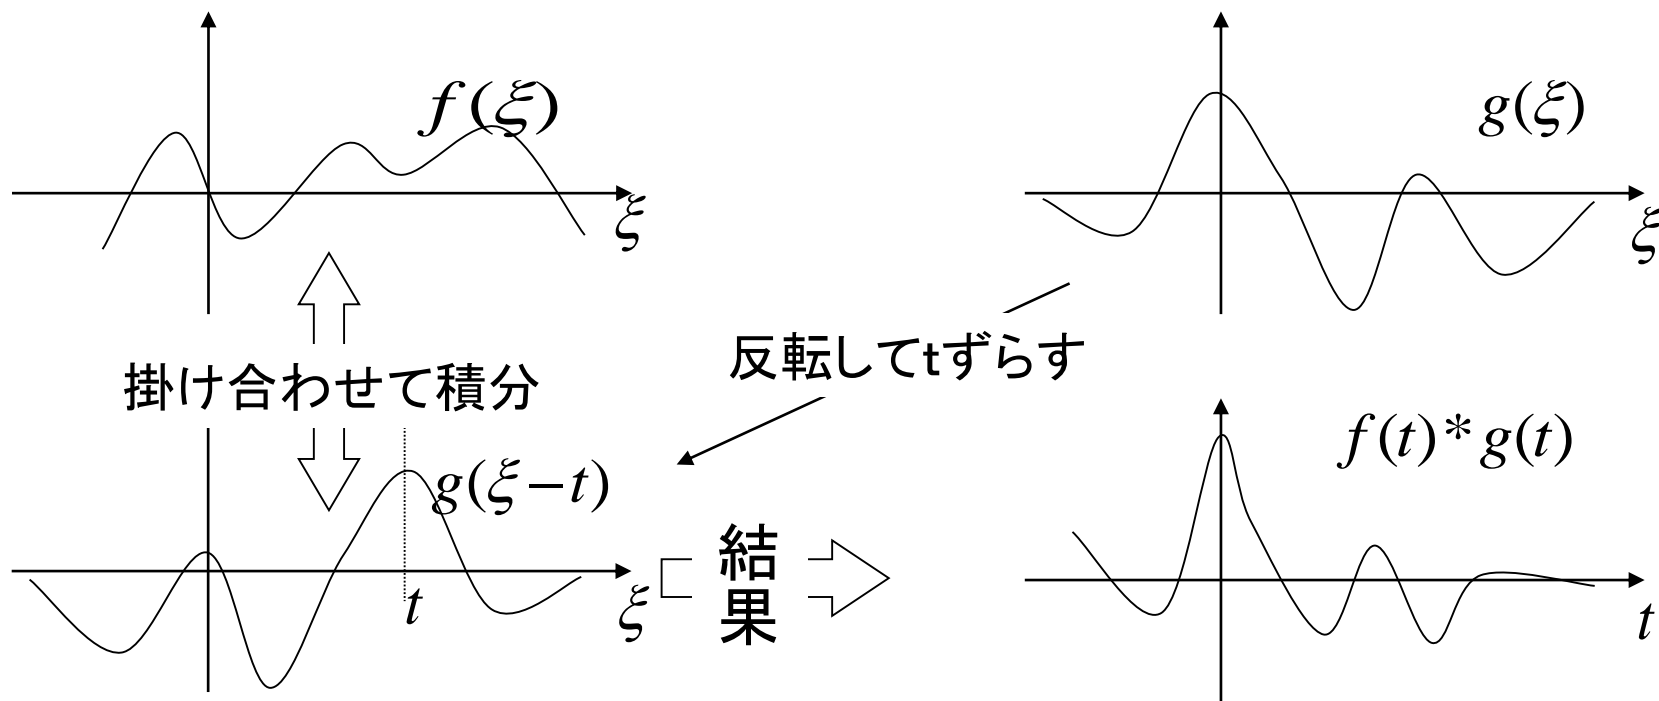 f(ξ)
ξ
g(ξ)
ξ
掛け合わせて積分
反転してtずらす
g(ξ−t)
t
ξ
結
果
f(t)*g(t)
t